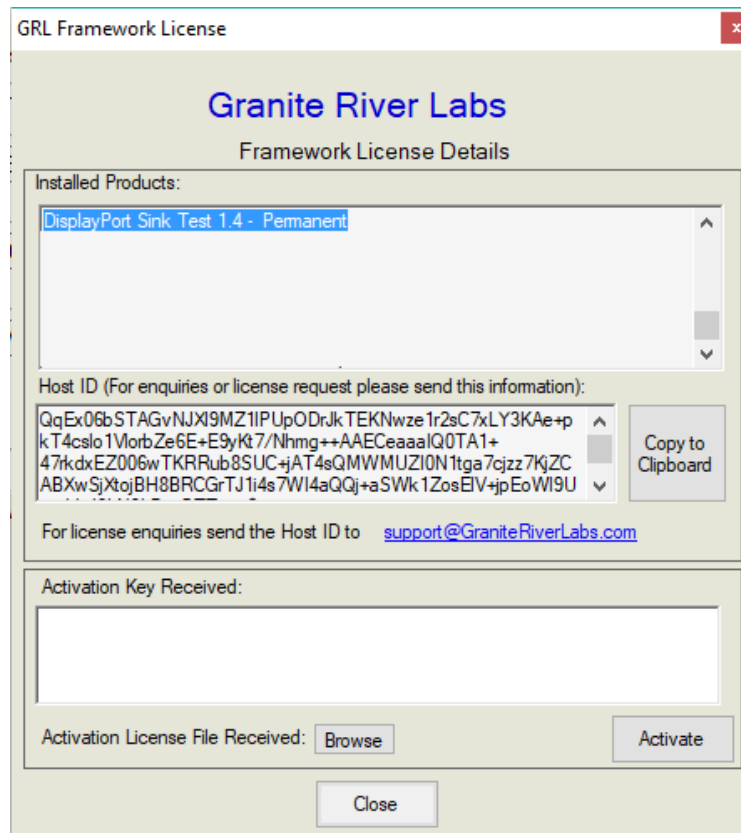 GRL Framework License
x
Granite River Labs
Framework License Details
Installed Products:
DisplayPort Sink Test 1.4 - Permanent
Host ID (For enquiries or license request please send this information):
QqEx06bSTAGvNJXI9MZ1IPUpODrJkTEKNwze1r2sC7xLY3KAe+p
kT4cslo1VlorbZe6E+E9yKt7/Nhmg++AAECeaaaIQ0TA1+
47rkdxEZ006wTKRRub8SUC+jAT4sQMWMUZI0N1tga7cjzz7KjZC
ABXwSjXtojBH8BRCGrTJ1i4s7WI4aQQj+aSWk1ZosEIV+jpEoWI9U
Copy to
Clipboard
For license enquiries send the Host ID to support@GraniteRiverLabs.com
Activation Key Received:
Activation License File Received: Browse
Activate
Close